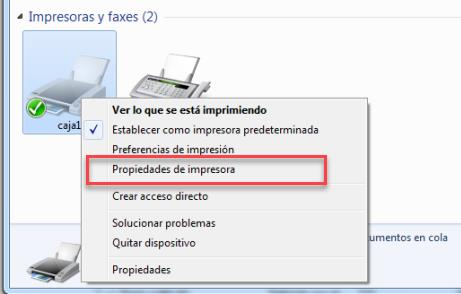 Impresoras y faxes (2)
caja1
Ver lo que se está imprimiendo
Establecer como impresora predeterminada
Preferencias de impresión
Propiedades de impresora
Crear acceso directo
Solucionar problemas
Quitar dispositivo
Propiedades
en cola